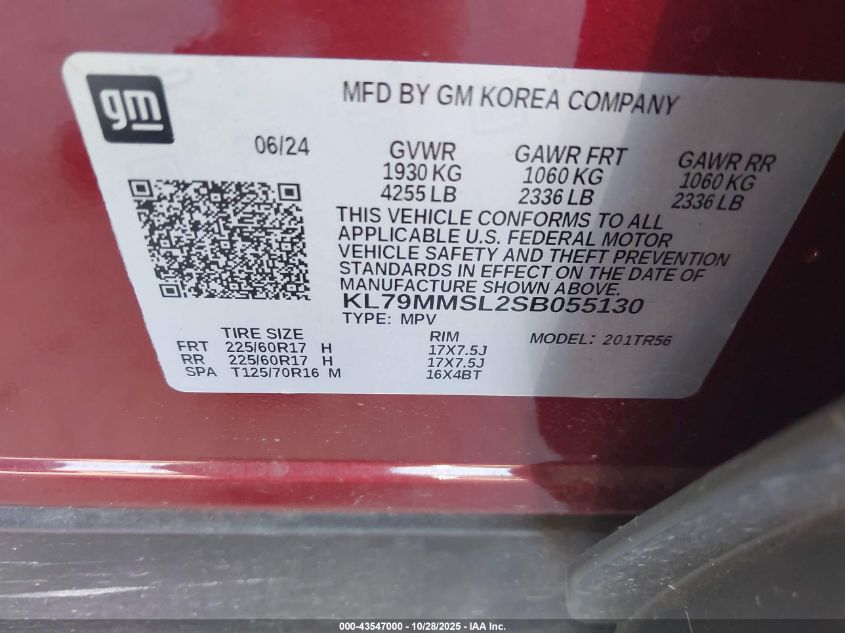 gm
MFD BY GM KOREA COMPANY
06/24
GVWR
1930 KG
4255 LB
GAWR FRT
1060 KG
2336 LB
GAWR RR
1060 KG
2336 LB
THIS VEHICLE CONFORMS TO ALL
APPLICABLE U.S. FEDERAL MOTOR
VEHICLE SAFETY AND THEFT PREVENTION
STANDARDS IN EFFECT ON THE DATE OF
MANUFACTURE SHOWN ABOVE.
KL79MMSL2SB055130
TYPE: MPV
TIRE SIZE RIM MODEL: 201TR56
FRT 225/60R17 H 17X7.5J
RR 225/60R17 H 17X7.5J
SPA T125/70R16 M 16X4BT
000-43547000 - 10/28/2025 - IAA Inc.